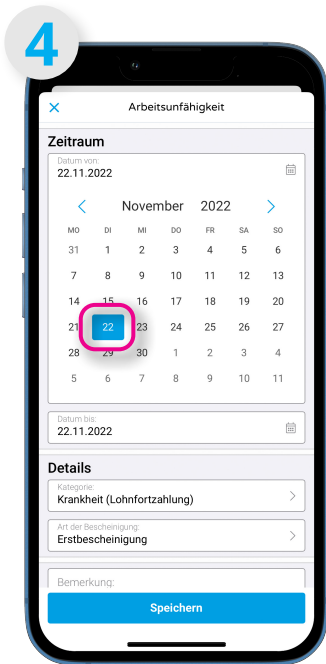 4
Arbeitsunfähigkeit
Zeitraum
Datum von:
22.11.2022
November 2022
MO DI MI DO FR SA SO
31 1 2 3 4 5 6
7 8 9 10 11 12 13
14 15 16 17 18 19 20
21 22 23 24 25 26 27
28 29 30 1 2 3 4
5 6 7 8 9 10 11
Datum bis:
22.11.2022
Details
Kategorie:
Krankheit (Lohnfortzahlung)
Art der Bescheinigung:
Erstbescheinigung
Bemerkung:
Speichern